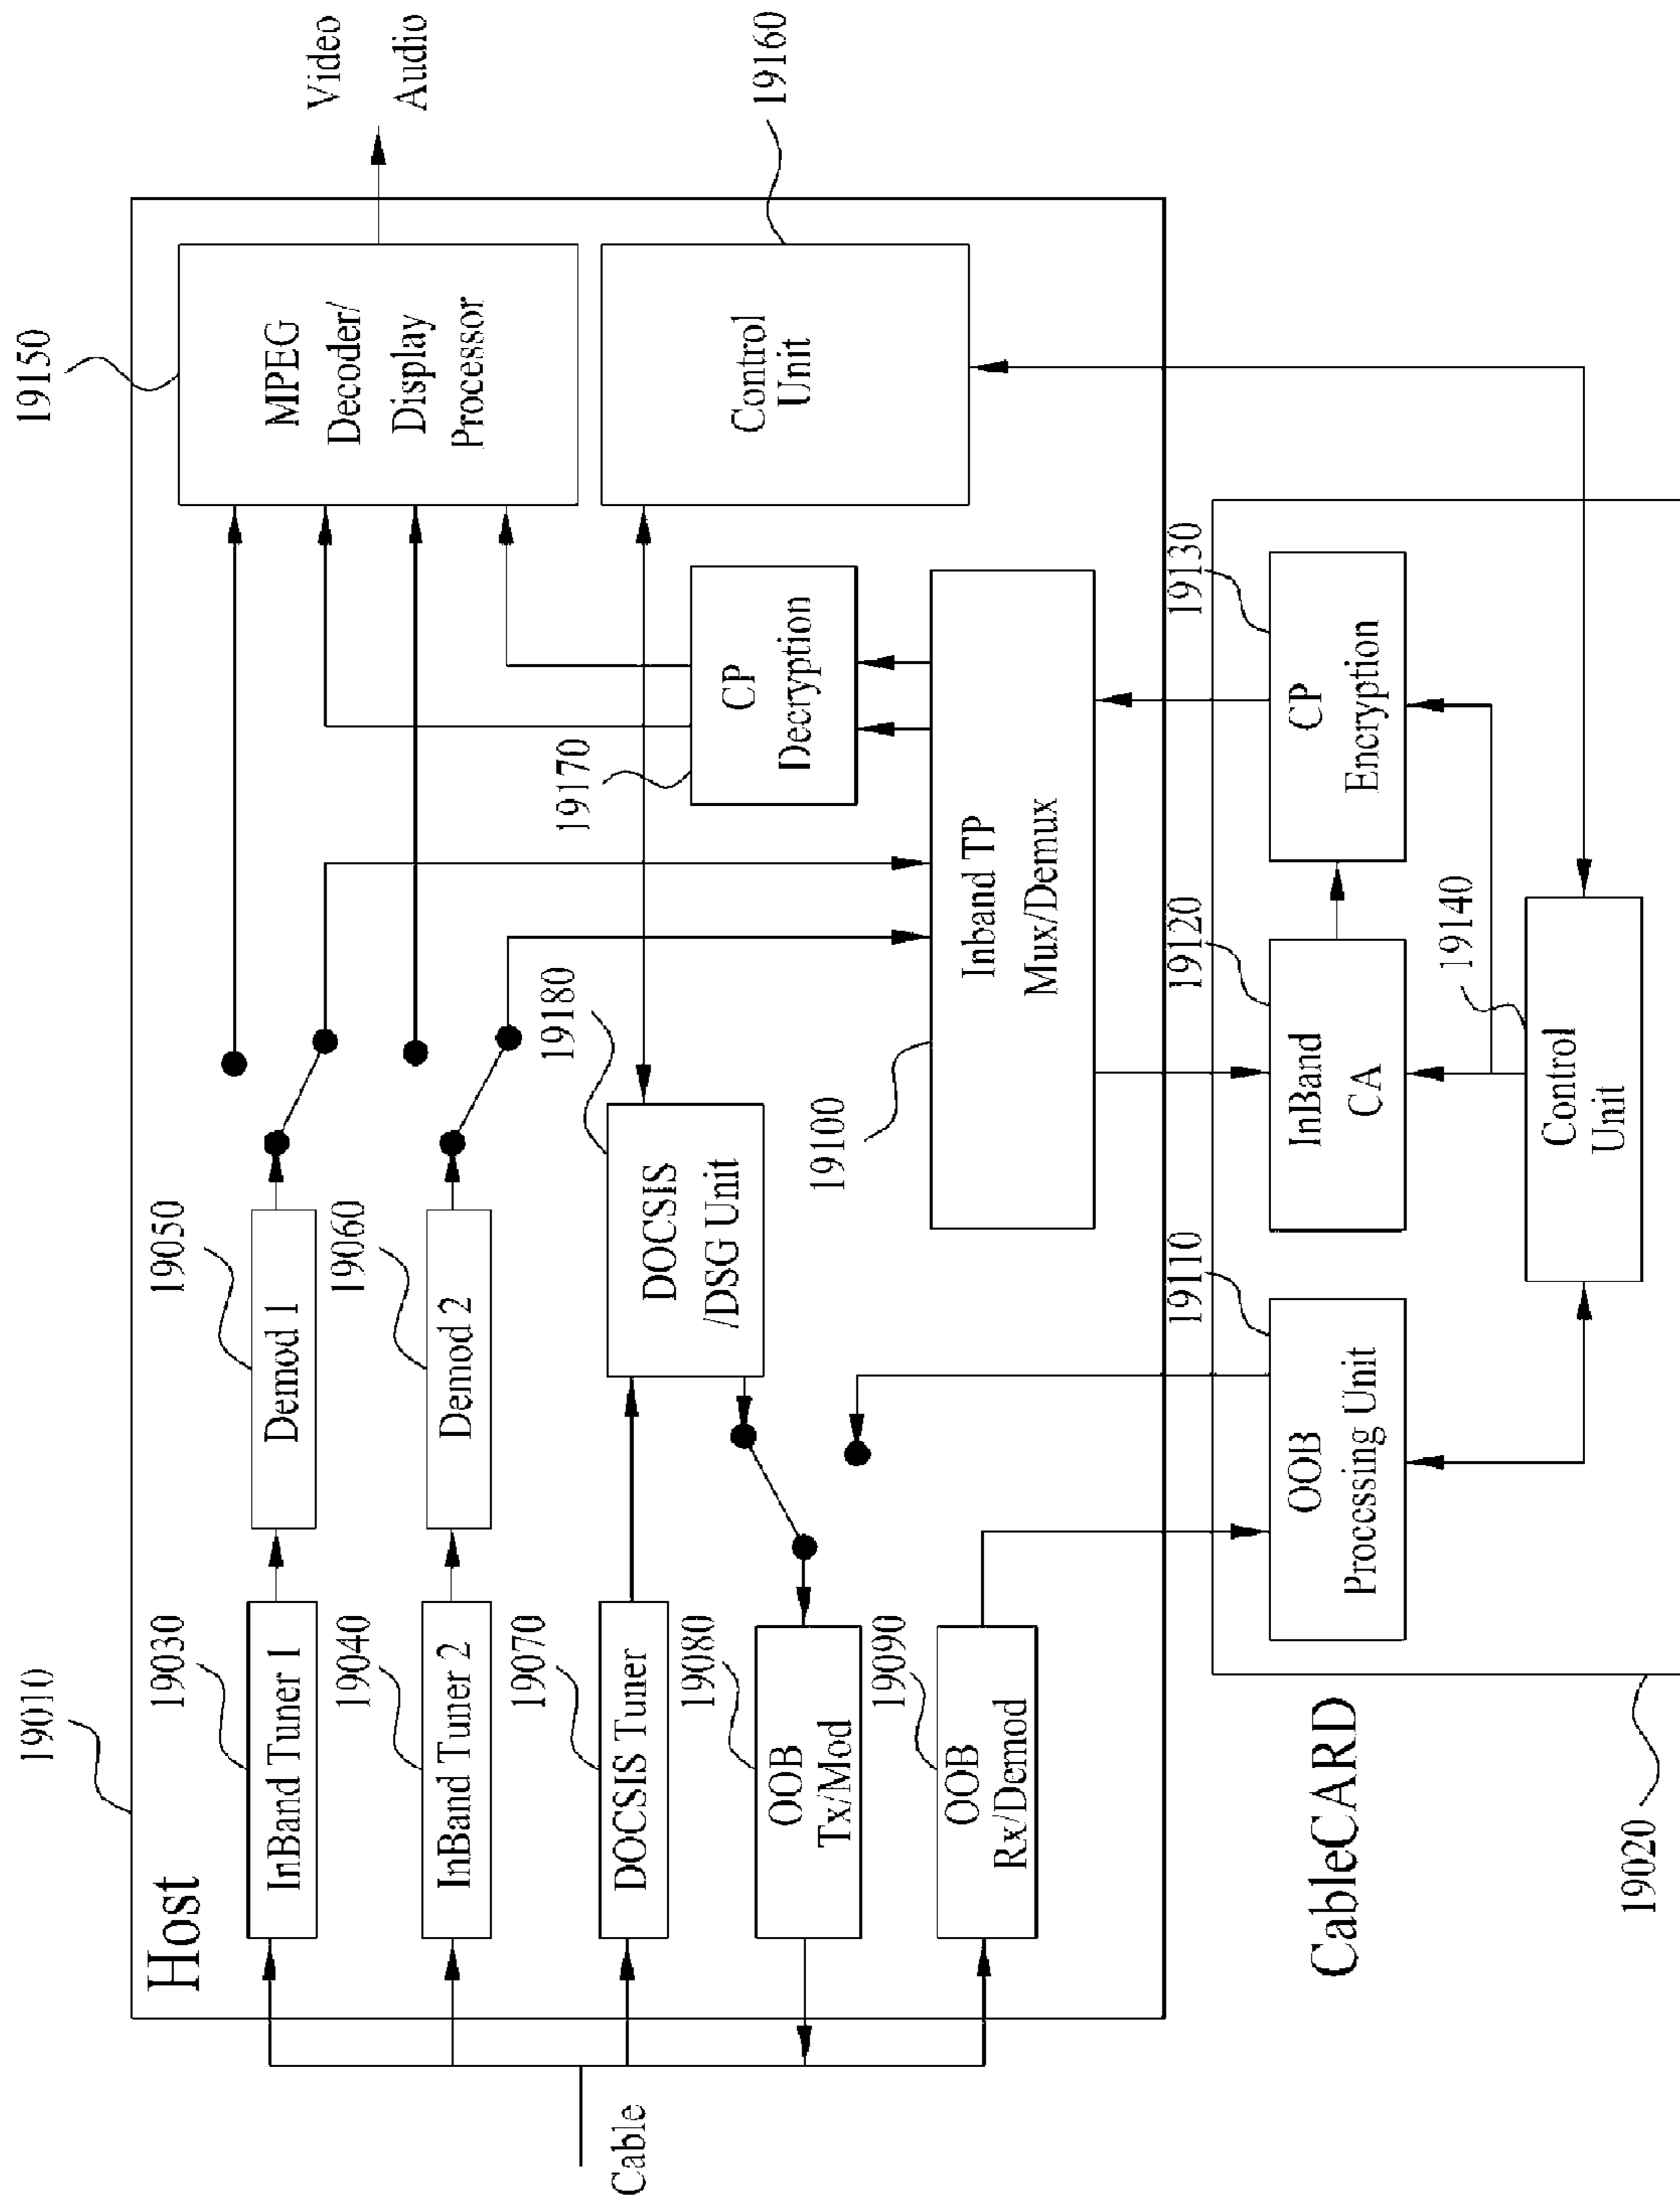 19010
Host
19030
InBand Tuner 1
19050
Demod 1
19040
InBand Tuner 2
19060
Demod 2
19070
DOCSIS Tuner
19180
DOCSIS
/DSG Unit
19080
OOB
Tx/Mod
19090
OOB
Rx/Demod
Cable
19100
Inband TP
Mux/Demux
19170
CP
Decryption
19150
MPEG
Decoder/
Display
Processor
Video
Audio
19160
Control
Unit
CableCARD
19020
19110
OOB
Processing Unit
19120
InBand
CA
19130
CP
Encryption
19140
Control
Unit